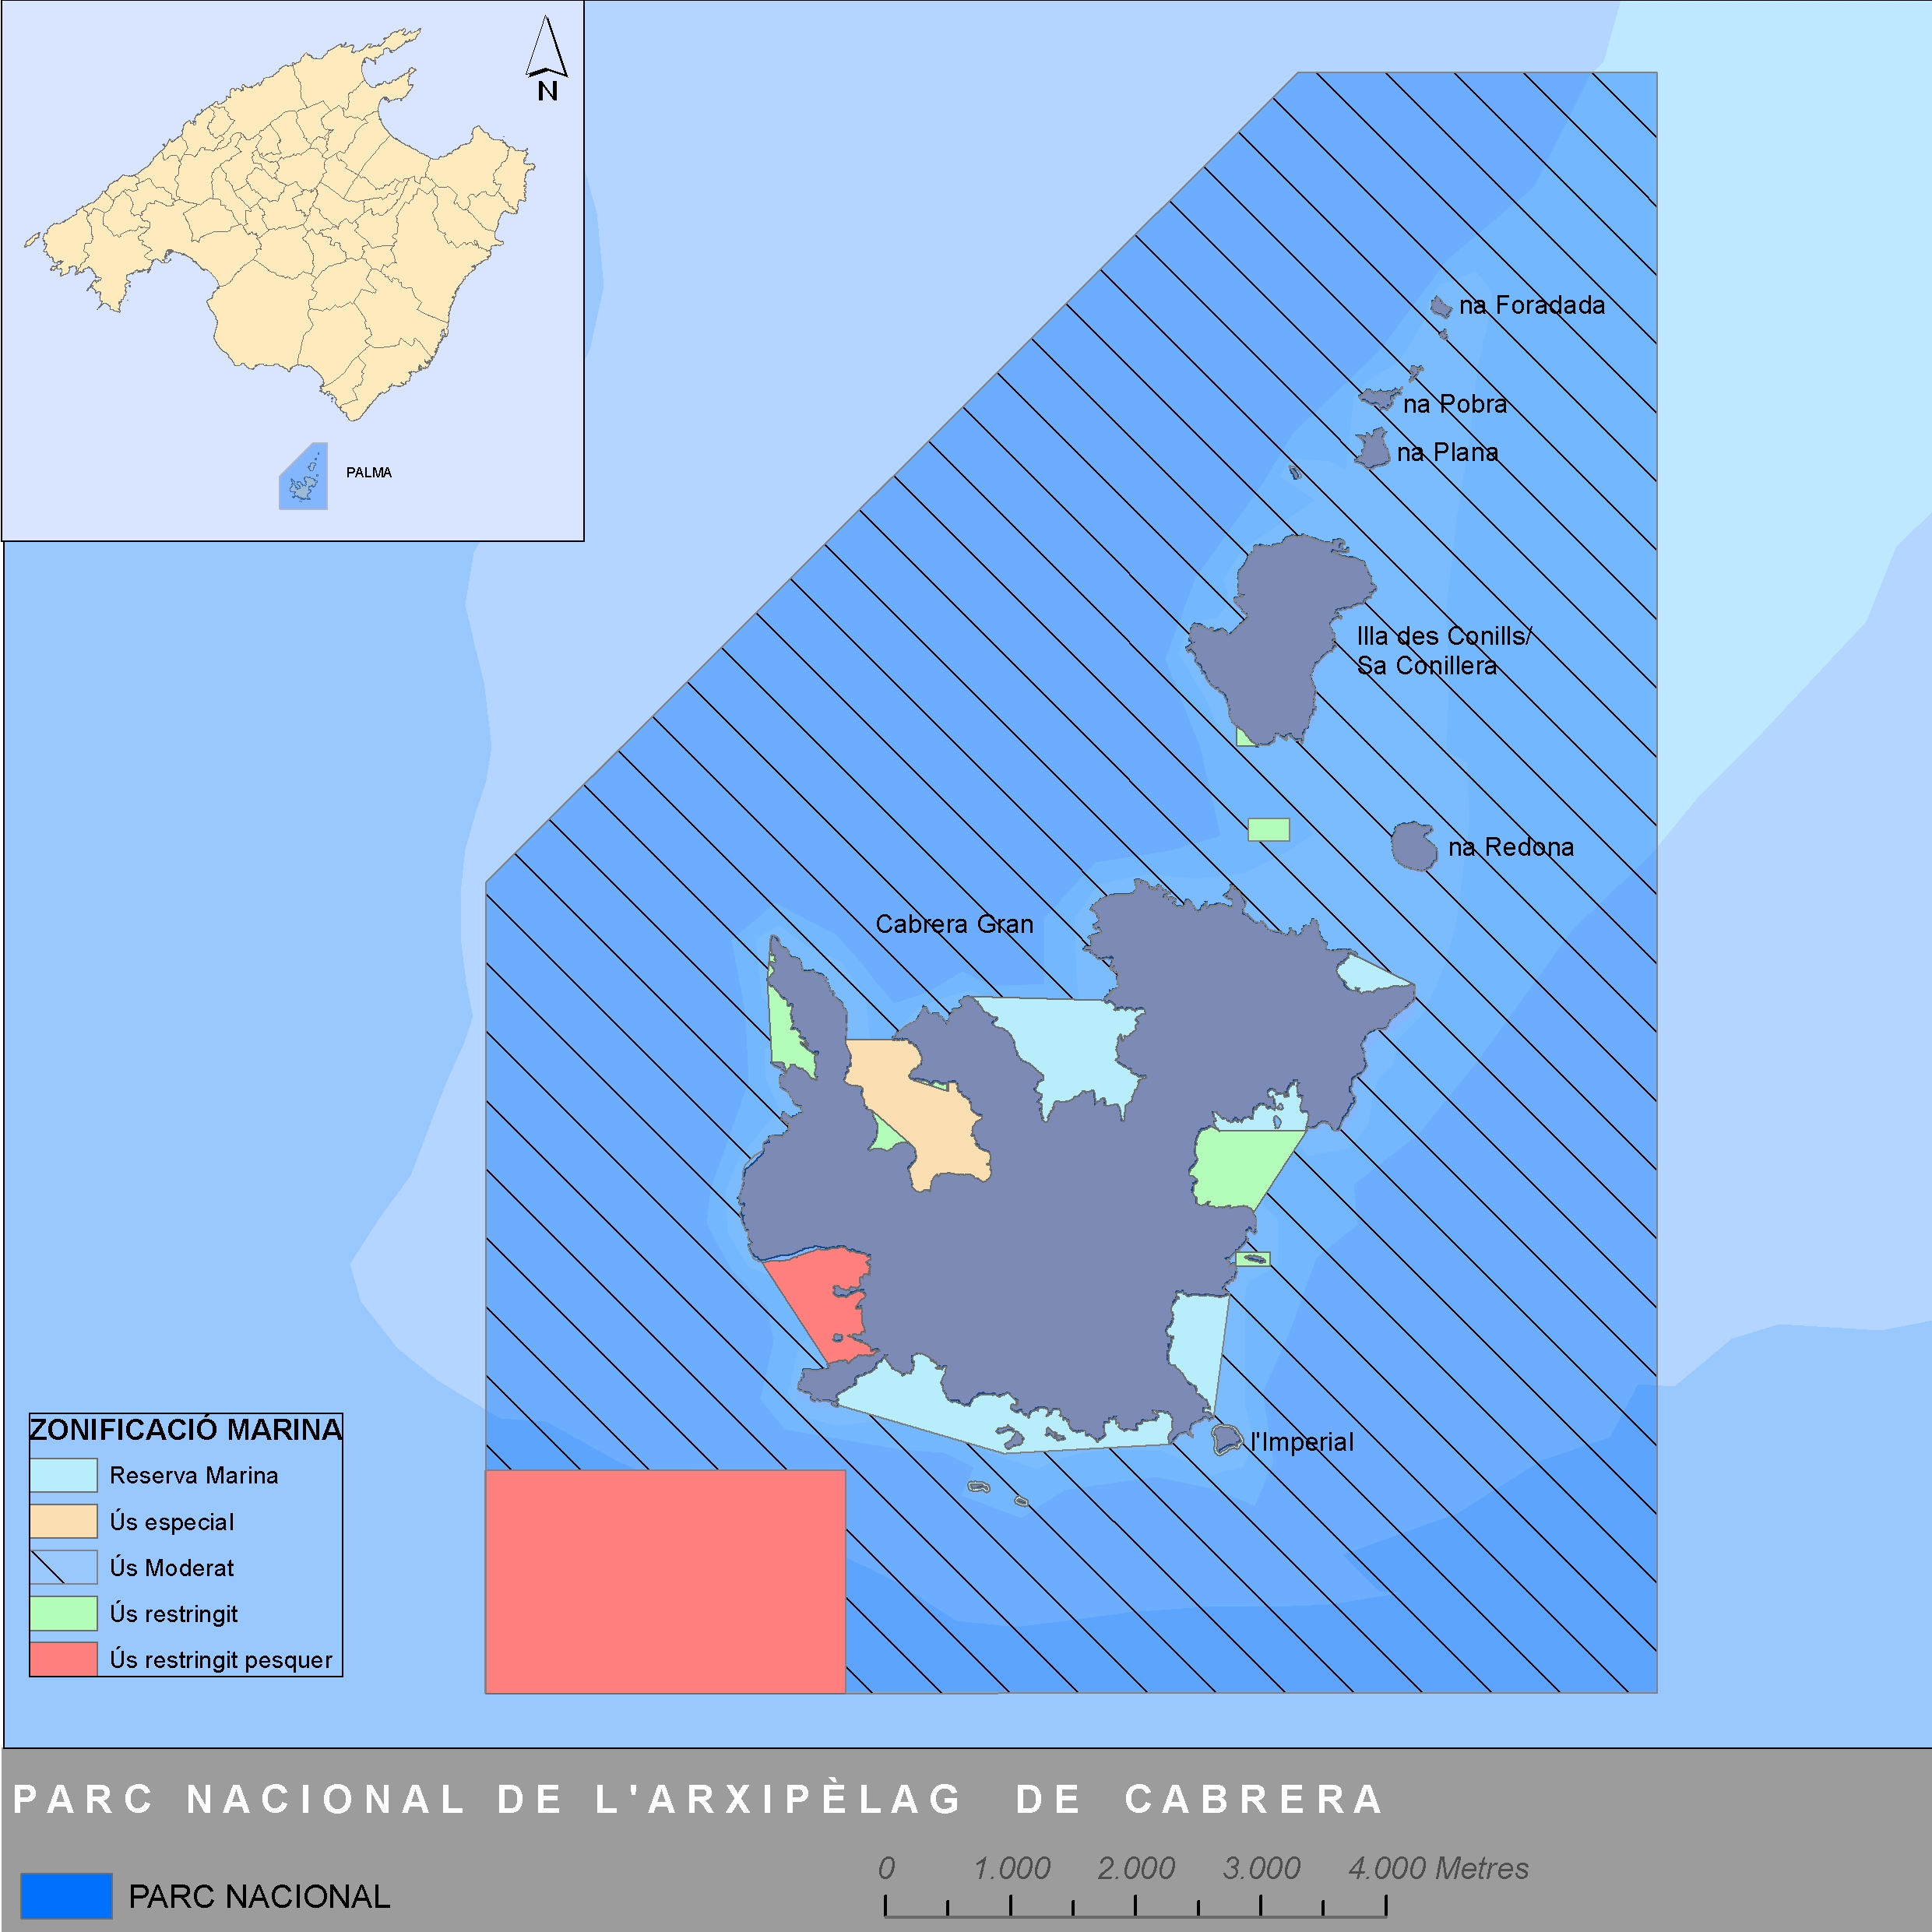 N
PALMA
na Foradada
na Pobra
na Plana
Illa des Conills/
Sa Conillera
na Redona
Cabrera Gran
l'Imperial
ZONIFICACIÓ MARINA
Reserva Marina
Ús especial
Ús Moderat
Ús restringit
Ús restringit pesquer
PARC NACIONAL DE L'ARXIPÈLAG DE CABRERA
0 1.000 2.000 3.000 4.000 Metres
PARC NACIONAL